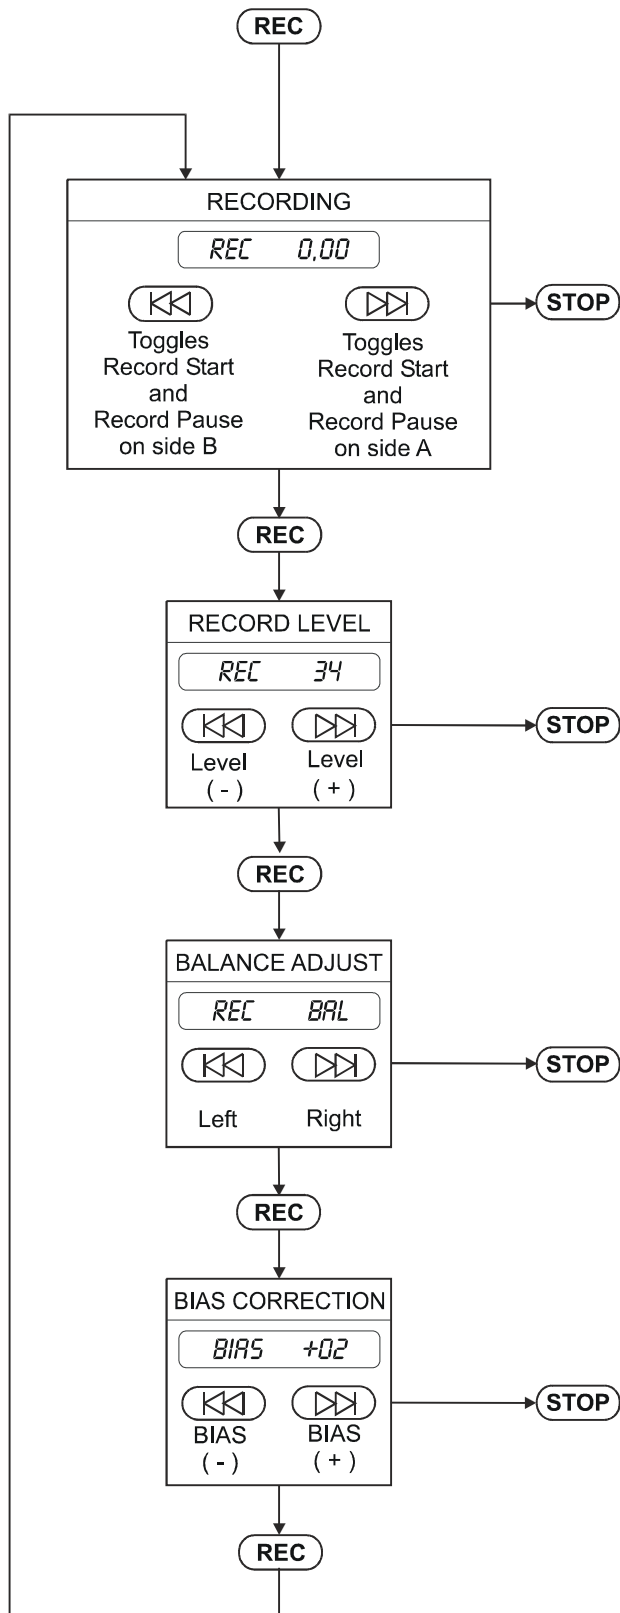 REC
RECORDING
REC 0,00
STOP
Toggles
Record Start
and
Record Pause
on side B
Toggles
Record Start
and
Record Pause
on side A
REC
RECORD LEVEL
REC 34
STOP
Level
( - )
Level
( + )
REC
BALANCE ADJUST
REC BAL
STOP
Left
Right
REC
BIAS CORRECTION
BIAS +02
STOP
BIAS
( - )
BIAS
( + )
REC